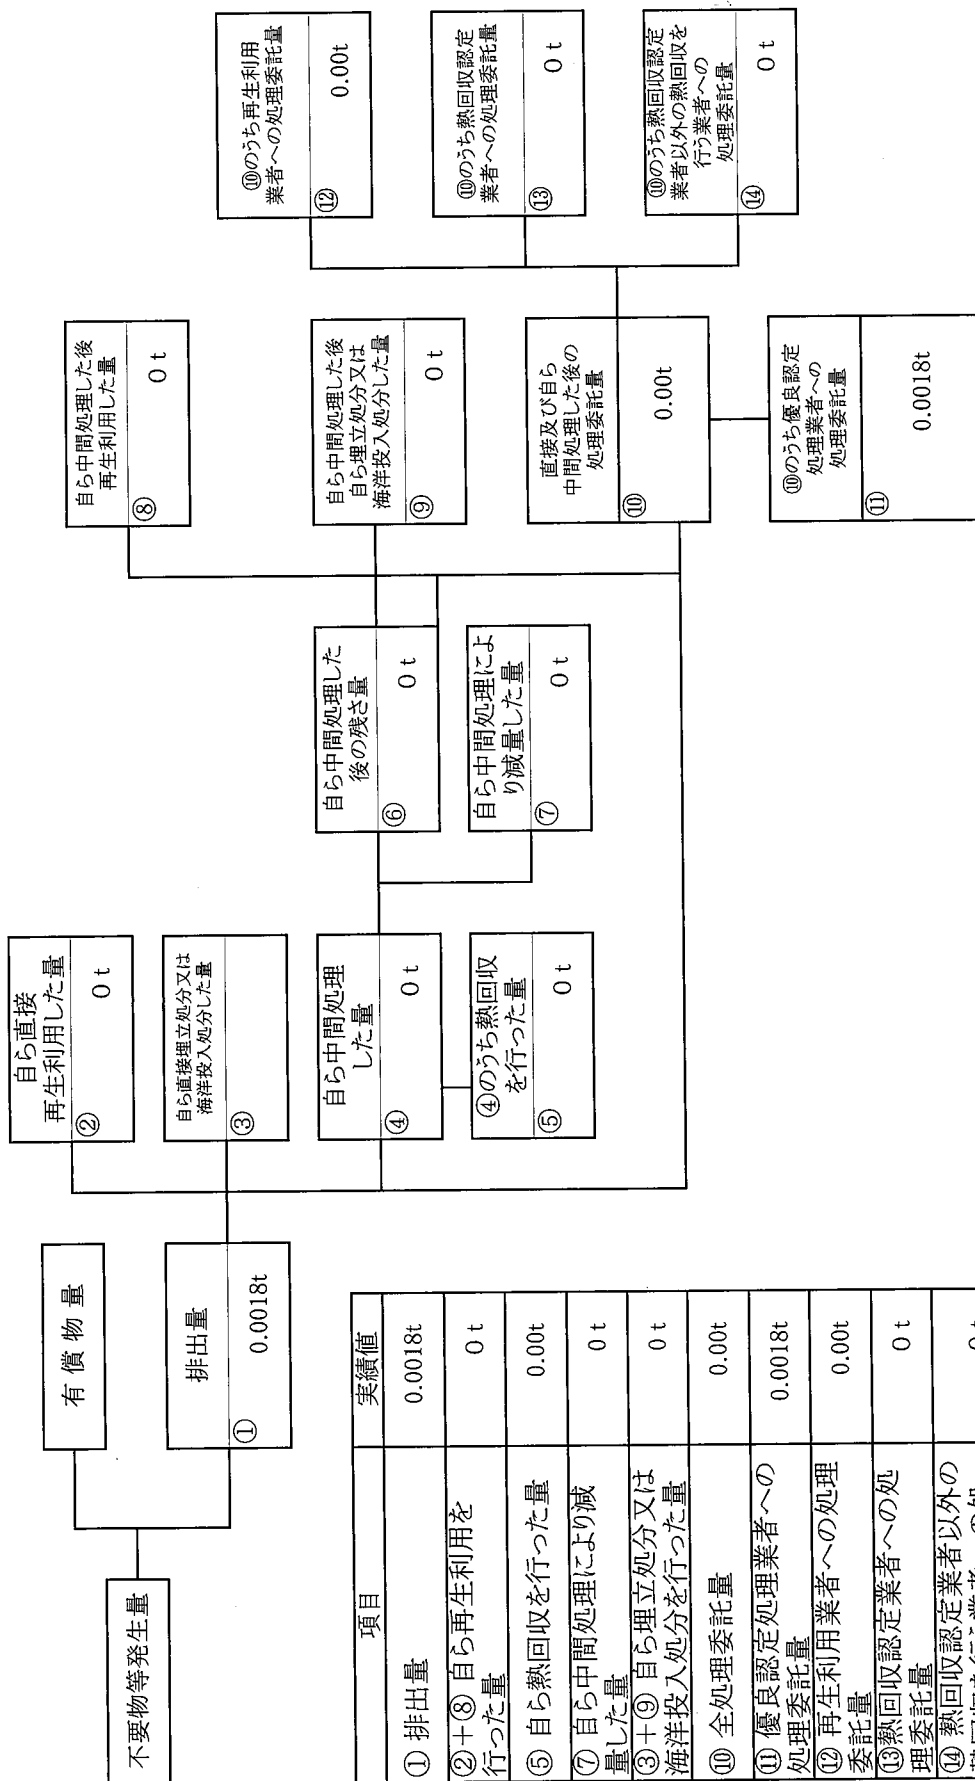 不要物等発生量
有償物量
排出量
①
0.0018t
自ら直接
再生利用した量
②
0 t
自ら直接埋立処分又は
海洋投入処分した量
③
自ら中間処理
した量
④
0 t
④のうち熱回収
を行った量
⑤
0 t
自ら中間処理した
後の残さ量
⑥
0 t
自ら中間処理によ
り減量した量
⑦
0 t
自ら中間処理した後
再生利用した量
⑧
0 t
自ら中間処理した後
自ら埋立処分又は
海洋投入処分した量
⑨
0 t
直接及び自ら
中間処理した後の
処理委託量
⑩
0.00t
⑩のうち優良認定
処理業者への
処理委託量
⑪
0.0018t
⑩のうち再生利用
業者への処理委託量
⑫
0.00t
⑩のうち熱回収認定
業者への処理委託量
⑬
0 t
⑩のうち熱回収認定
業者以外の熱回収を
行う業者への
処理委託量
⑭
0 t
項目 実績値
① 排出量 0.0018t
②+⑧ 自ら再生利用を
行った量 0 t
⑤ 自ら熱回収を行った量 0.00t
⑦ 自ら中間処理により減
量した量 0 t
③+⑨ 自ら埋立処分又は
海洋投入処分を行った量 0 t
⑩ 全処理委託量 0.00t
⑪ 優良認定処理業者への
処理委託量 0.0018t
⑫ 再生利用業者への処理
委託量 0.00t
⑬熱回収認定業者への処
理委託量 0 t
⑭ 熱回収認定業者以外の